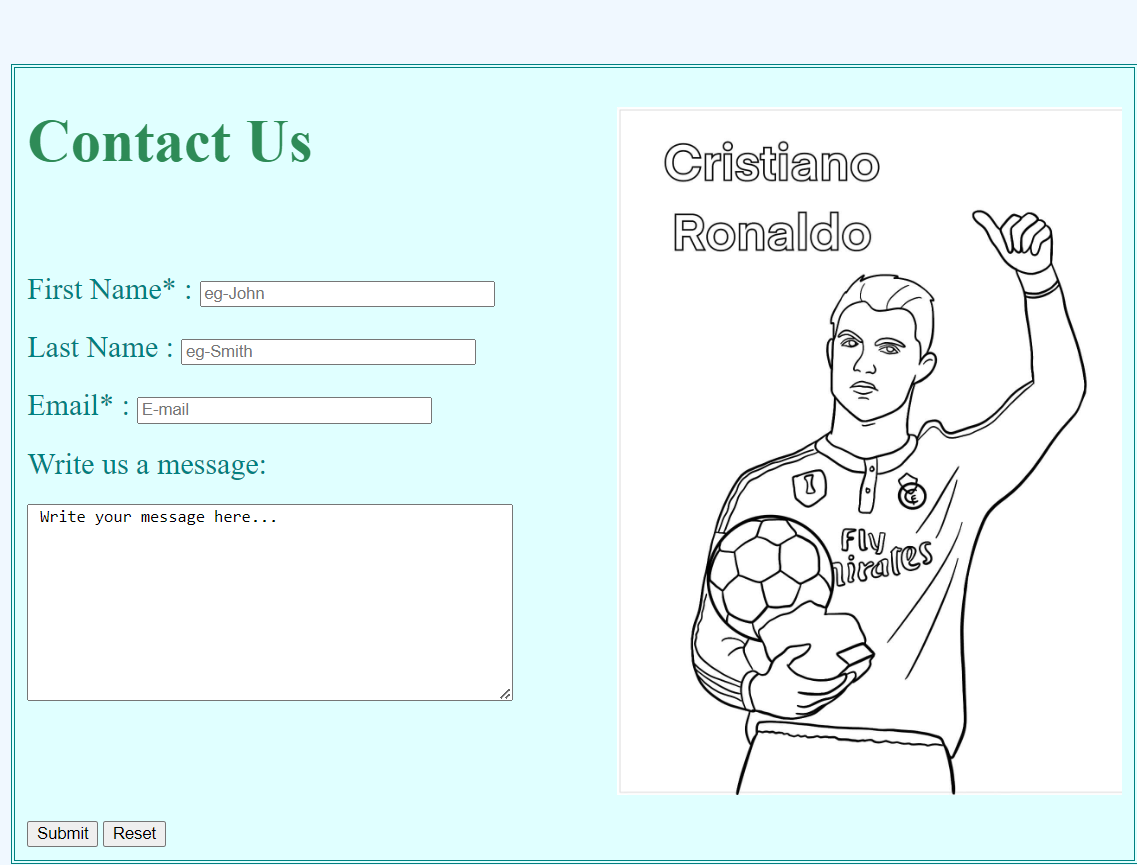 Contact Us
First Name* : eg-John
Last Name : eg-Smith
Email* : E-mail
Write us a message:
Write your message here...
Submit Reset
Cristiano
Ronaldo
Fly
mirates